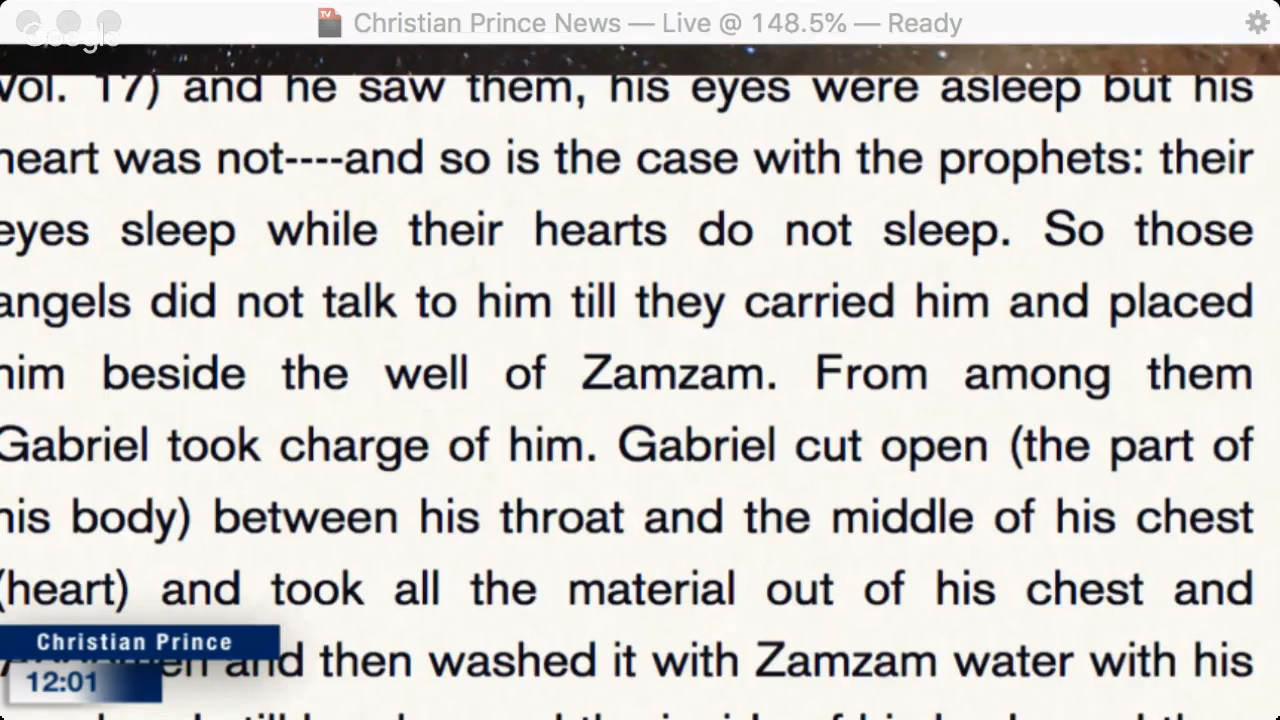 Google
TV
Christian Prince News — Live @ 148.5% — Ready
Vol. 17) and he saw them, his eyes were asleep but his
heart was not----and so is the case with the prophets: their
eyes sleep while their hearts do not sleep. So those
angels did not talk to him till they carried him and placed
him beside the well of Zamzam. From among them
Gabriel took charge of him. Gabriel cut open (the part of
his body) between his throat and the middle of his chest
(heart) and took all the material out of his chest and
and then washed it with Zamzam water with his
Christian Prince
12:01